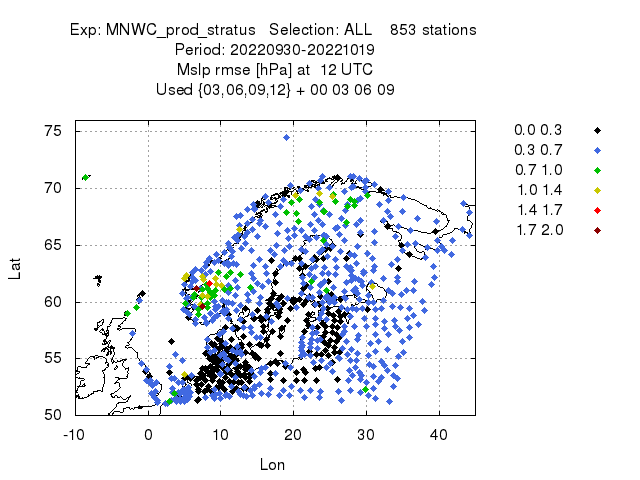 Exp: MNWC_prod_stratus   Selection: ALL    853 stations
Period: 20220930-20221019
Mslp rmse [hPa] at  12 UTC
Used {03,06,09,12} + 00 03 06 09
0.0 0.3
0.3 0.7
0.7 1.0
1.0 1.4
1.4 1.7
1.7 2.0
75
70
65
60
55
50
Lat
-10 0 10 20 30 40
Lon